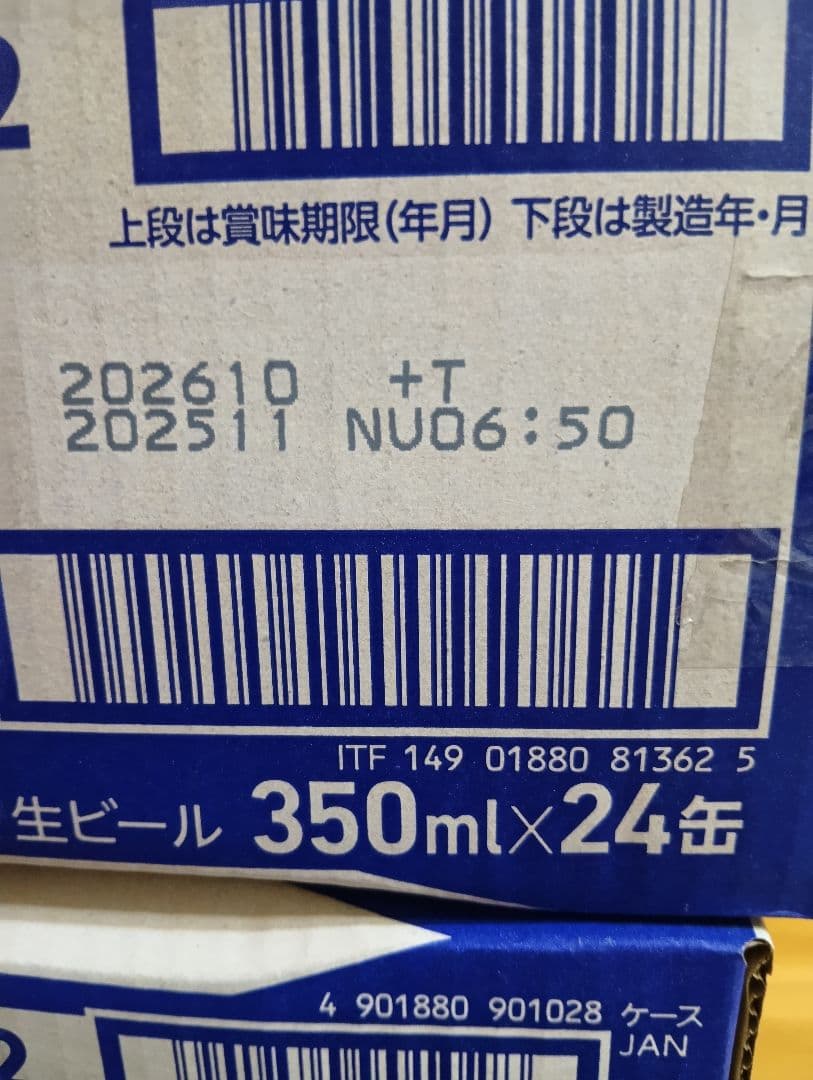 2
上段は賞味期限(年月) 下段は製造年・月
202610 +T
202511 NU06:50
ITF 149 01880 81362 5
生ビール 350ml×24缶
4 901880 901028 ケース
JAN
2